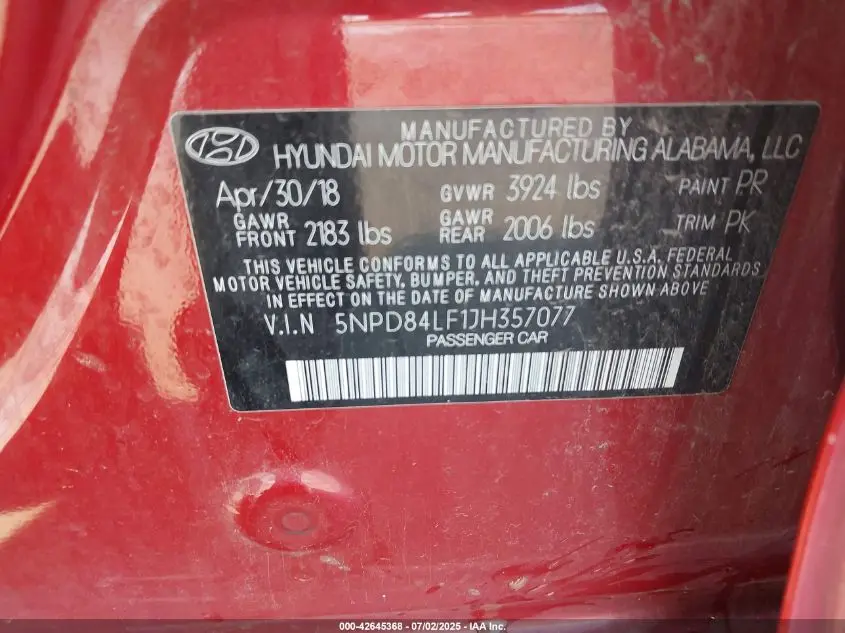 MANUFACTURED BY
HYUNDAI MOTOR MANUFACTURING ALABAMA, LLC
Apr/30/18 GVWR 3924 lbs PAINT PR
GAWR FRONT 2183 lbs GAWR REAR 2006 lbs TRIM PK
THIS VEHICLE CONFORMS TO ALL APPLICABLE U.S.A. FEDERAL
MOTOR VEHICLE SAFETY, BUMPER, AND THEFT PREVENTION STANDARDS
IN EFFECT ON THE DATE OF MANUFACTURE SHOWN ABOVE
V.I.N 5NPD84LF1JH357077
PASSENGER CAR
000-42645368 - 07/02/2025 - IAA, Inc.